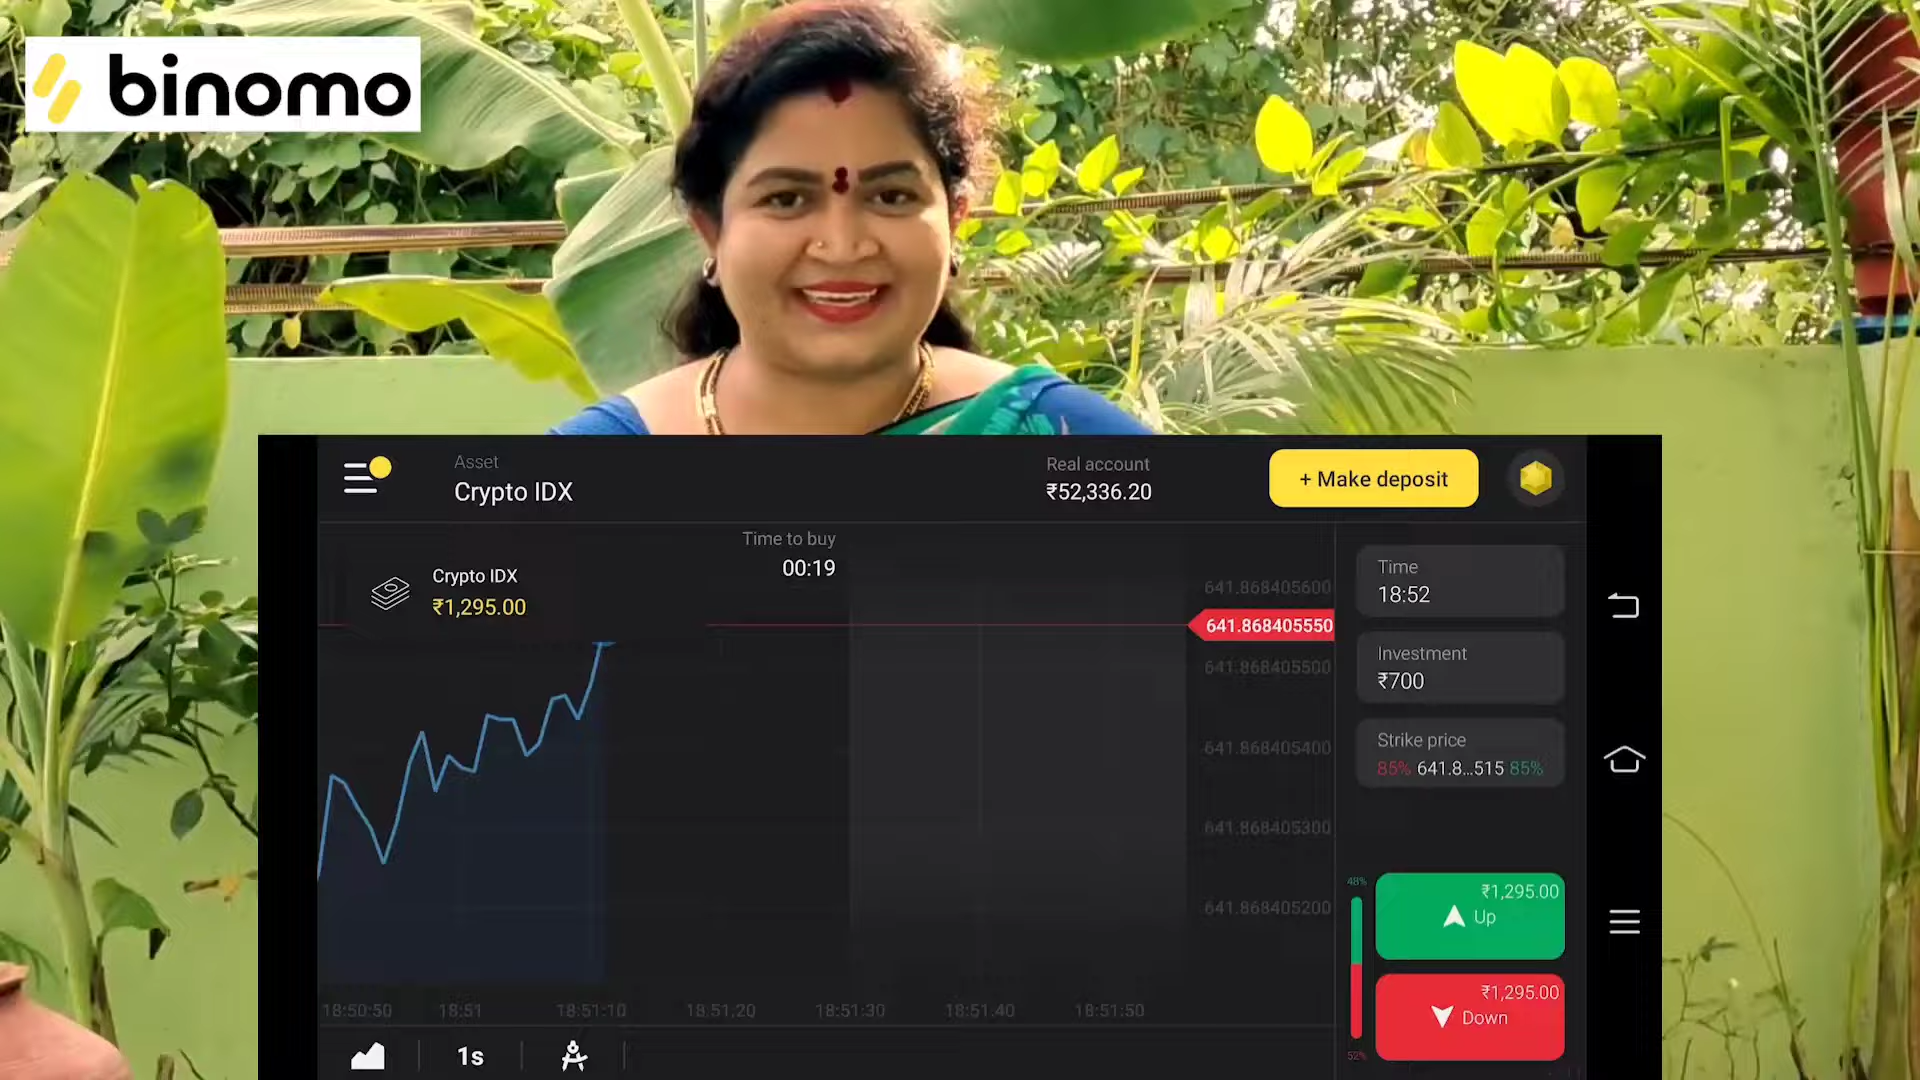 binomo
Asset
Crypto IDX
Real account
₹52,336.20
+ Make deposit
Time to buy
00:19
Crypto IDX
₹1,295.00
641.868405600
641.868405550
641.868405500
641.868405400
641.868405300
641.868405200
Time
18:52
Investment
₹700
Strike price
85% 641.8...515 85%
48%
₹1,295.00
Up
₹1,295.00
Down
52%
18:50:50 18:51 18:51:10 18:51:20 18:51:30 18:51:40 18:51:50
1s